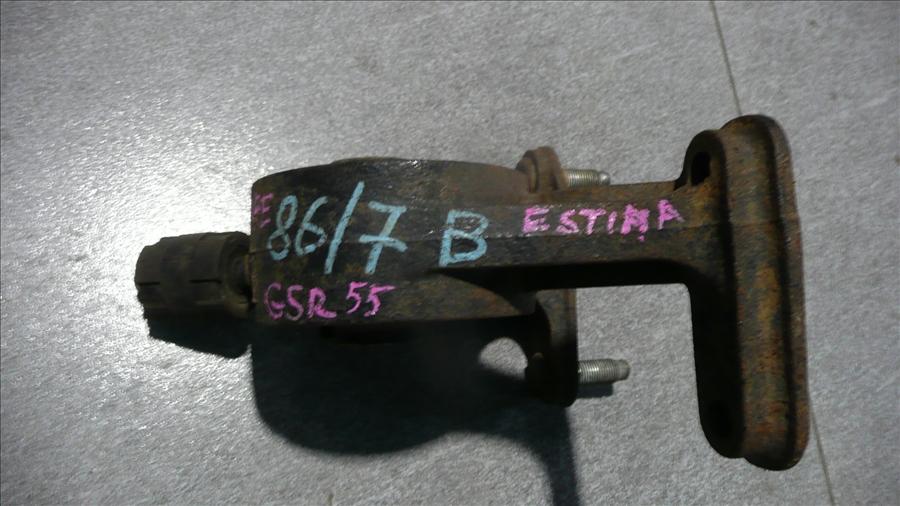 86/7 B ESTIMA
GSR 55